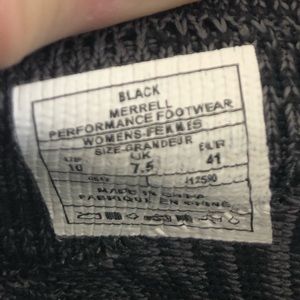 BLACK
MERRELL
PERFORMANCE FOOTWEAR
WOMENS-FEMMES
SIZE-GRANDEUR
US UK EUR
10 7.5 41
MADE IN CHINA
FABRIQUE EN CHINE